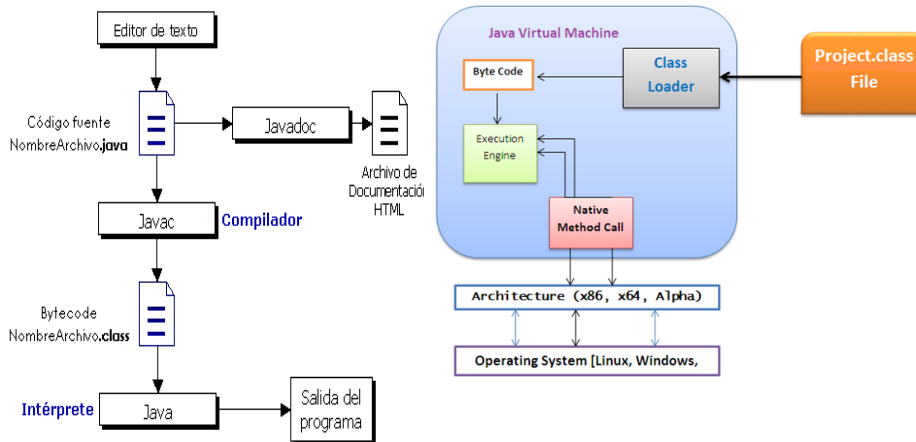 Editor de texto
Código fuente
NombreArchivo.java
Javadoc
Archivo de
Documentación
HTML
Javac
Compilador
Bytecode
NombreArchivo.class
Intérprete
Java
Salida del
programa
Java Virtual Machine
Byte Code
Class
Loader
Project.class
File
Execution
Engine
Native
Method Call
Architecture (x86, x64, Alpha)
Operating System [Linux, Windows,